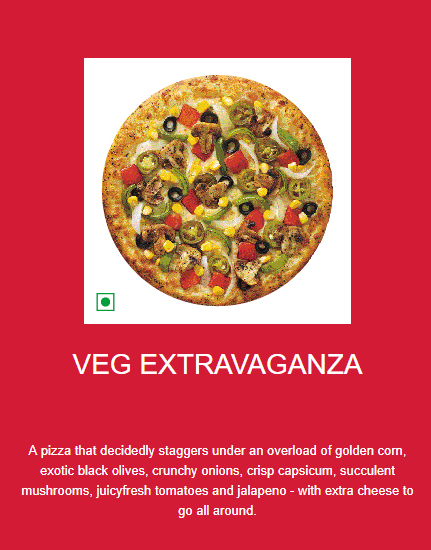 VEG EXTRAVAGANZA
A pizza that decidedly staggers under an overload of golden corn,
exotic black olives, crunchy onions, crisp capsicum, succulent
mushrooms, juicyfresh tomatoes and jalapeno - with extra cheese to
go all around.